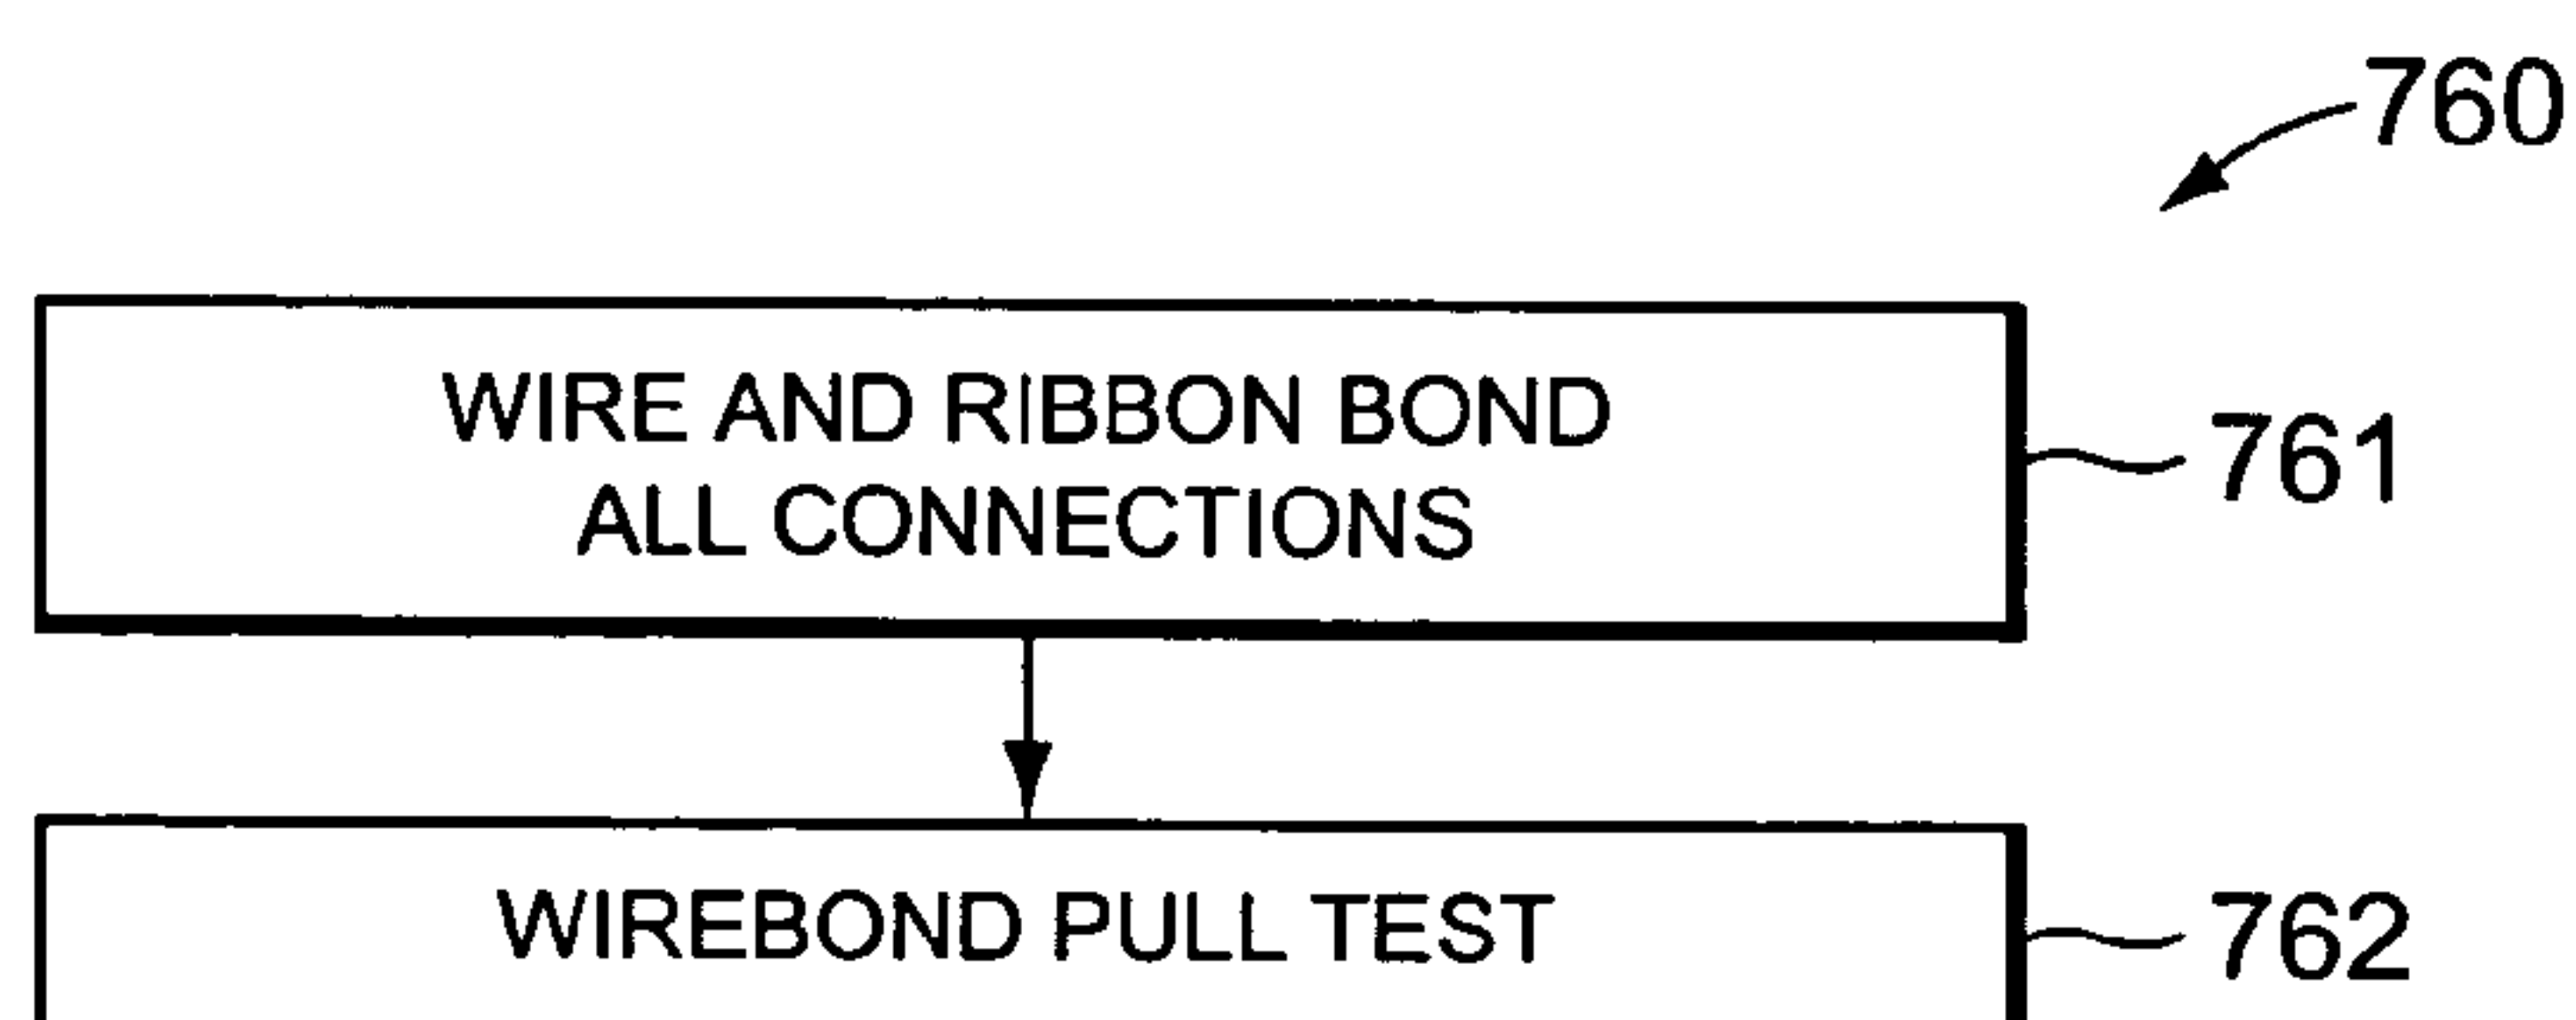 760
WIRE AND RIBBON BOND
ALL CONNECTIONS
761
WIREBOND PULL TEST
762